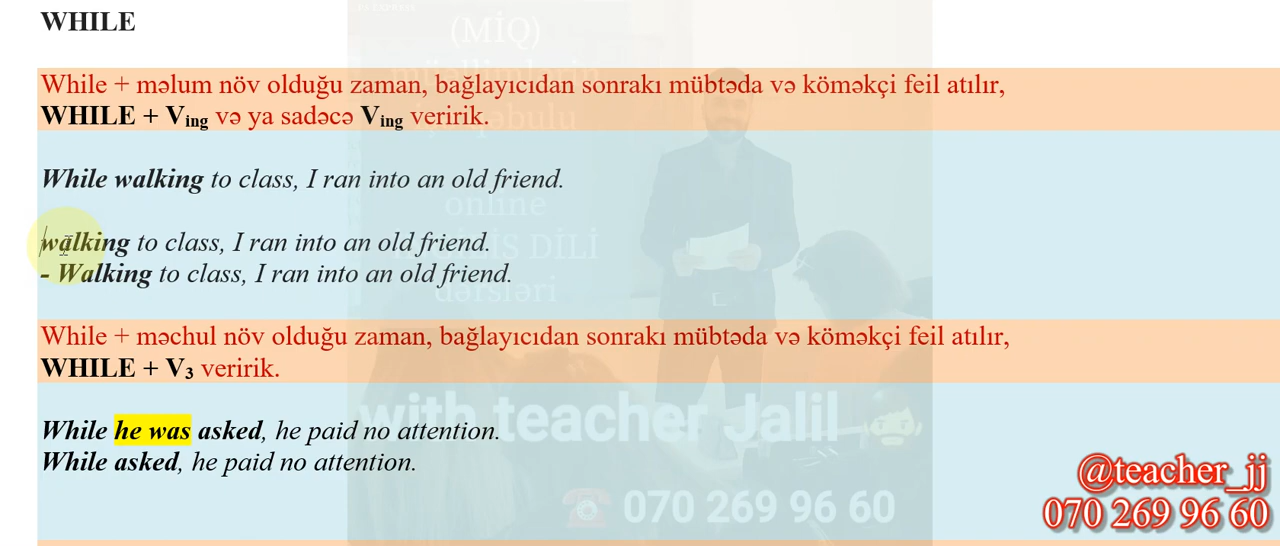 WHILE
(MİQ)
While + məlum növ olduğu zaman, bağlayıcıdan sonrakı mübtəda və köməkçi feil atılır,
WHILE + Ving və ya sadəcə Ving veririk.
While walking to class, I ran into an old friend.
online
walking to class, I ran into an old friend.
- Walking to class, I ran into an old friend.
dərsləri
While + məchul növ olduğu zaman, bağlayıcıdan sonrakı mübtəda və köməkçi feil atılır,
WHILE + V3 veririk.
with teacher Jalil
While he was asked, he paid no attention.
While asked, he paid no attention.
070 269 96 60
@teacher_jj
070 269 96 60